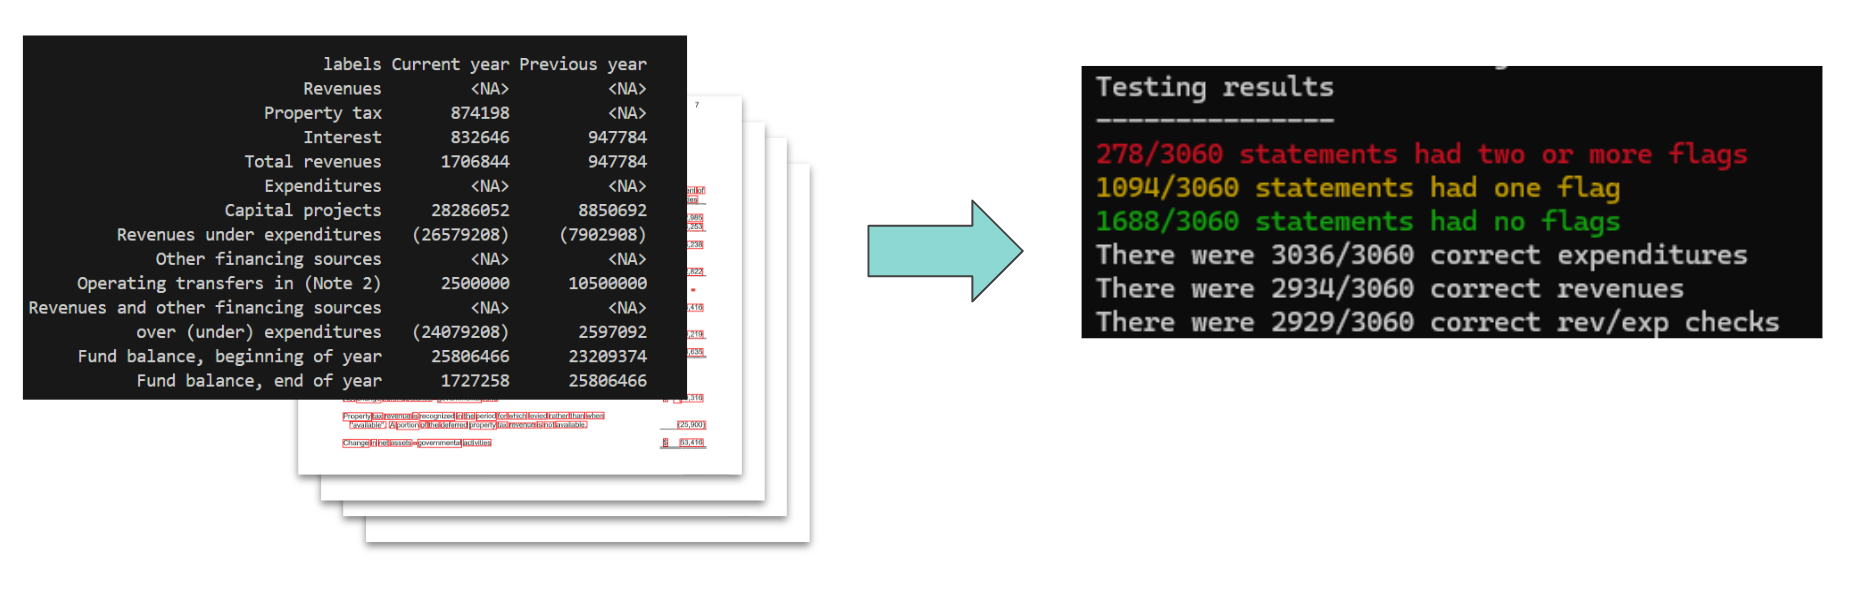 labels Current year Previous year
Revenues <NA> <NA>
Property tax 874198 <NA>
Interest 832646 947784
Total revenues 1706844 947784
Expenditures <NA> <NA>
Capital projects 28286052 8850692
Revenues under expenditures (26579208) (7902908)
Other financing sources <NA> <NA>
Operating transfers in (Note 2) 2500000 10500000
Revenues and other financing sources <NA> <NA>
over (under) expenditures (24079208) 2597092
Fund balance, beginning of year 25806466 23209374
Fund balance, end of year 1727258 25806466
7
Property tax revenue is recognized in the period for which levied rather than when
"available". A portion of the deferred property tax revenue is not available. (25,900)
Change in net assets - governmental activities $ 53,416
Testing results
---------------
278/3060 statements had two or more flags
1094/3060 statements had one flag
1688/3060 statements had no flags
There were 3036/3060 correct expenditures
There were 2934/3060 correct revenues
There were 2929/3060 correct rev/exp checks